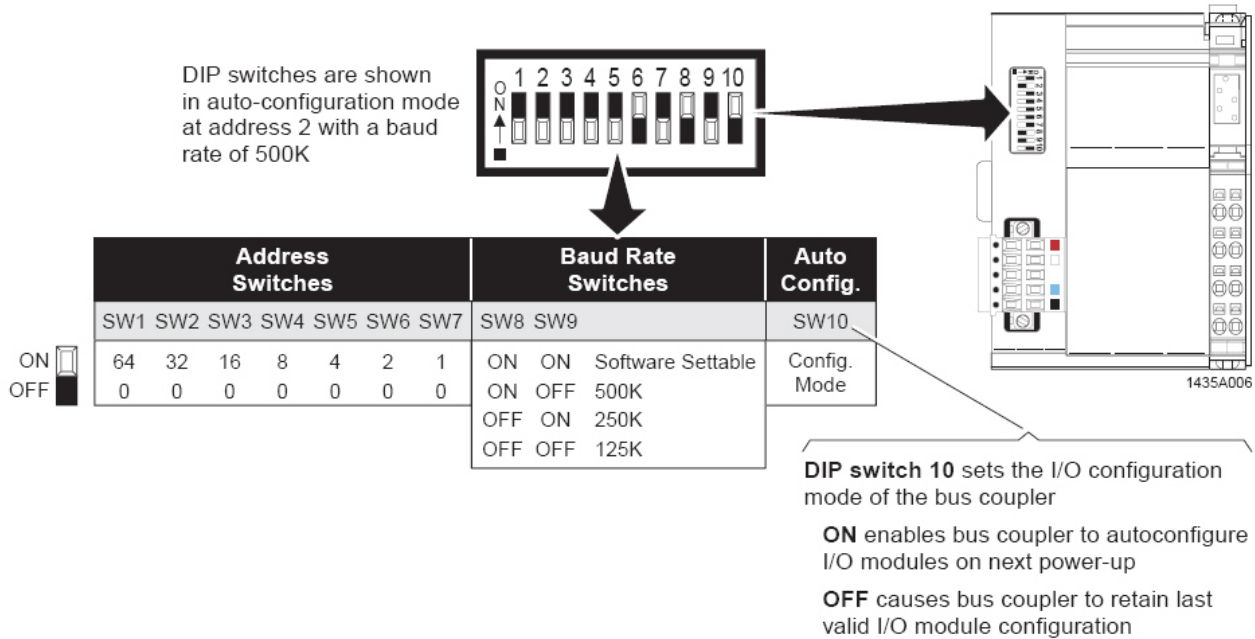 DIP switches are shown
in auto-configuration mode
at address 2 with a baud
rate of 500K
ON
1 2 3 4 5 6 7 8 9 10
1435A006
Address
Switches
Baud Rate
Switches
Auto
Config.
SW1 SW2 SW3 SW4 SW5 SW6 SW7 SW8 SW9 SW10
ON 64 32 16 8 4 2 1 ON ON Software Settable Config.
OFF 0 0 0 0 0 0 0 ON OFF 500K Mode
OFF ON 250K
OFF OFF 125K
DIP switch 10 sets the I/O configuration
mode of the bus coupler
ON enables bus coupler to autoconfigure
I/O modules on next power-up
OFF causes bus coupler to retain last
valid I/O module configuration